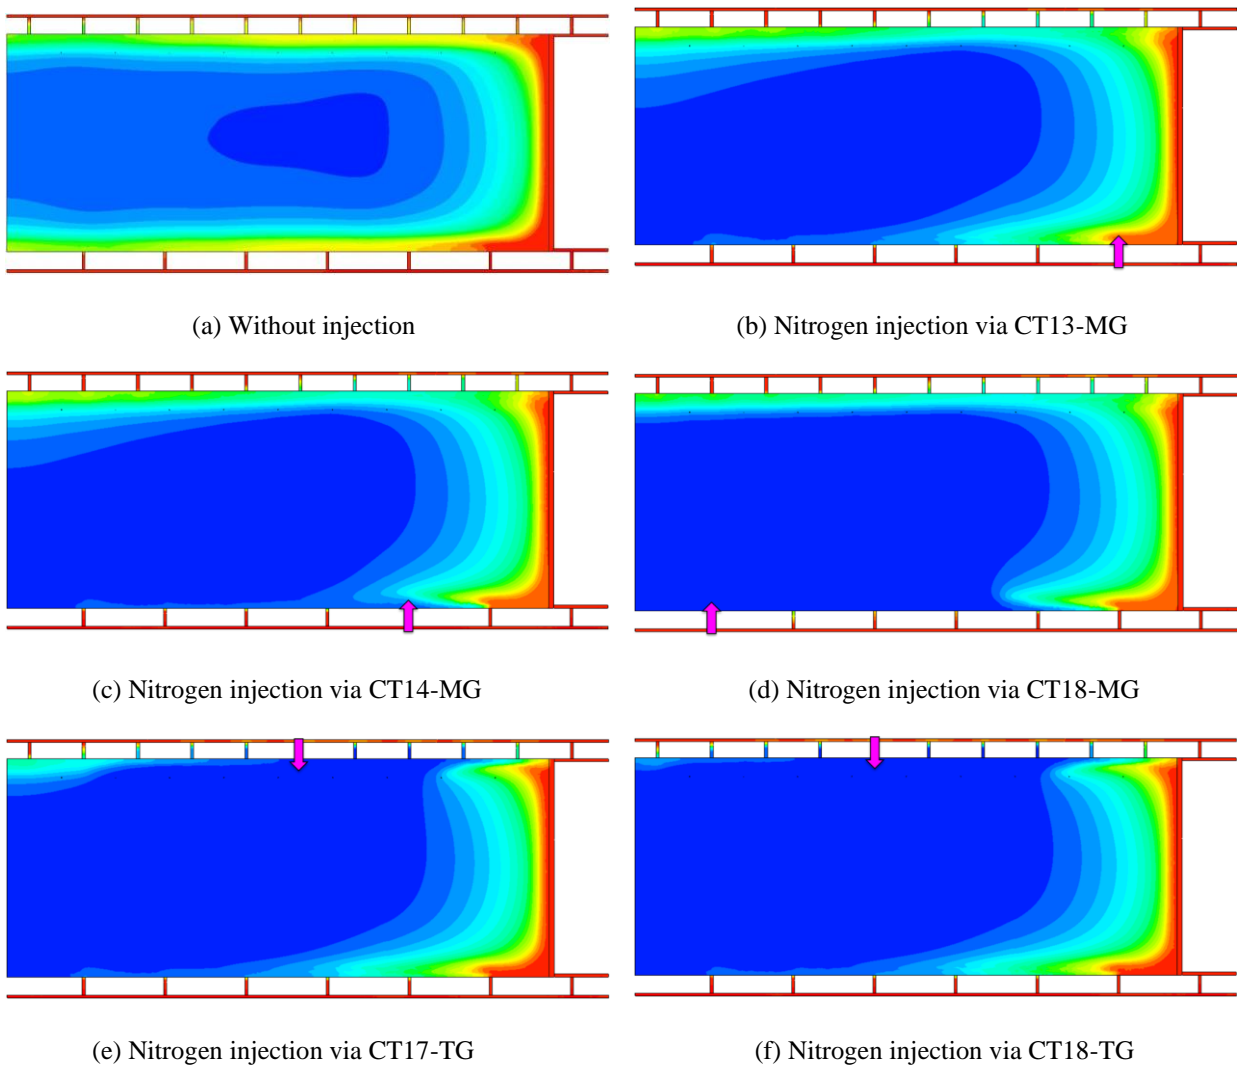 (a) Without injection
(b) Nitrogen injection via CT13-MG
(c) Nitrogen injection via CT14-MG
(d) Nitrogen injection via CT18-MG
(e) Nitrogen injection via CT17-TG
(f) Nitrogen injection via CT18-TG